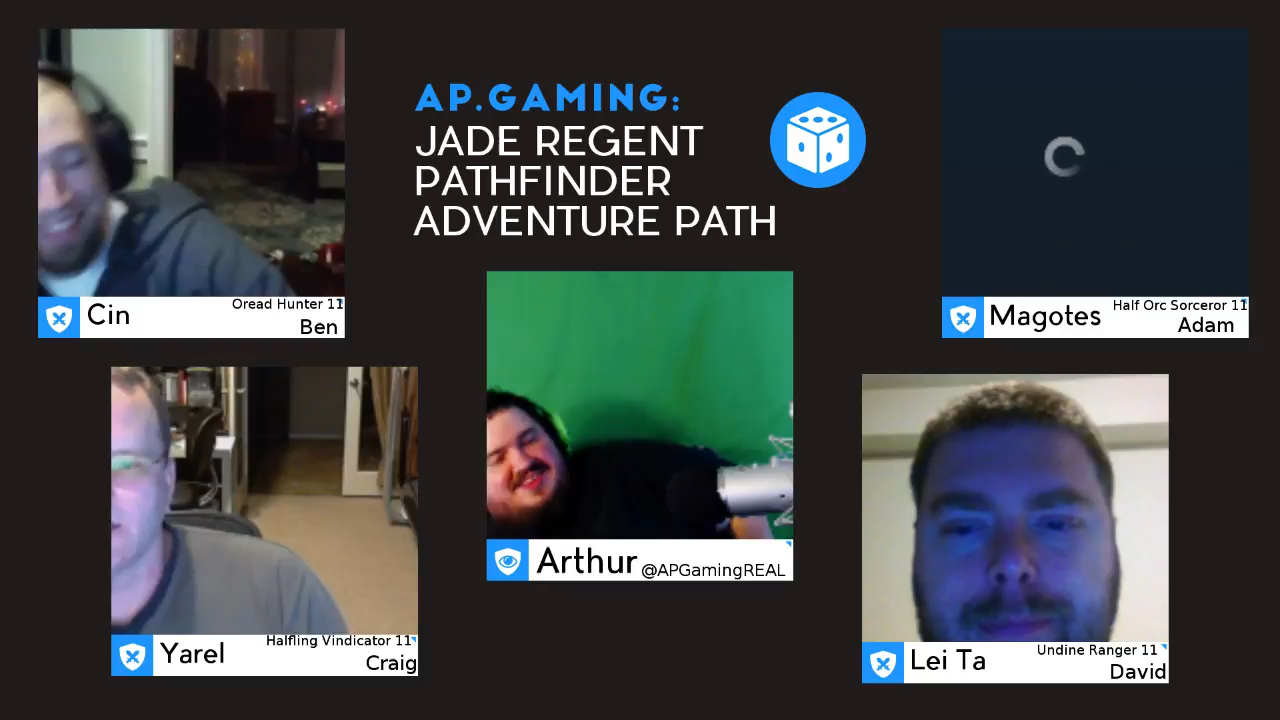 AP.GAMING:
JADE REGENT
PATHFINDER
ADVENTURE PATH
Cin
Oread Hunter 11
Ben
Magotes
Half Orc Sorceror 11
Adam
Arthur @APGamingREAL
Yarel
Halfling Vindicator 11
Craig
Lei Ta
Undine Ranger 11
David